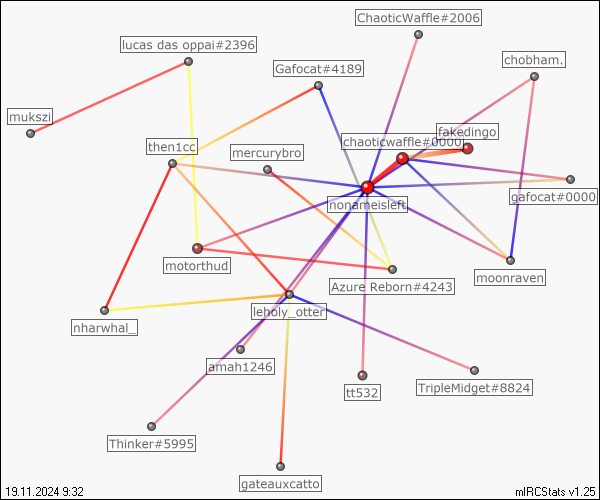 ChaoticWaffle#2006
lucas das oppai#2396
chobham.
Gafocat#4189
mukszi
fakedingo
chaoticwaffle#0000
then1cc
mercurybro
gafocat#0000
nonameisleft
motorthud
moonraven
Azure Reborn#4243
leholy_otter
nharwhal_
amah1246
tt532
TripleMidget#8824
Thinker#5995
gateauxcatto
19.11.2024 9:32
mIRCStats v1.25